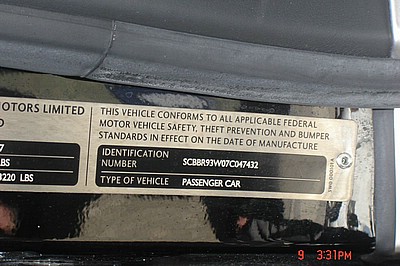 MOTORS LIMITED
THIS VEHICLE CONFORMS TO ALL APPLICABLE FEDERAL
MOTOR VEHICLE SAFETY, THEFT PREVENTION AND BUMPER
STANDARDS IN EFFECT ON THE DATE OF MANUFACTURE
7
LBS
3220 LBS
IDENTIFICATION
NUMBER
SCBBR93W07C047432
TYPE OF VEHICLE
PASSENGER CAR
9 3:31PM